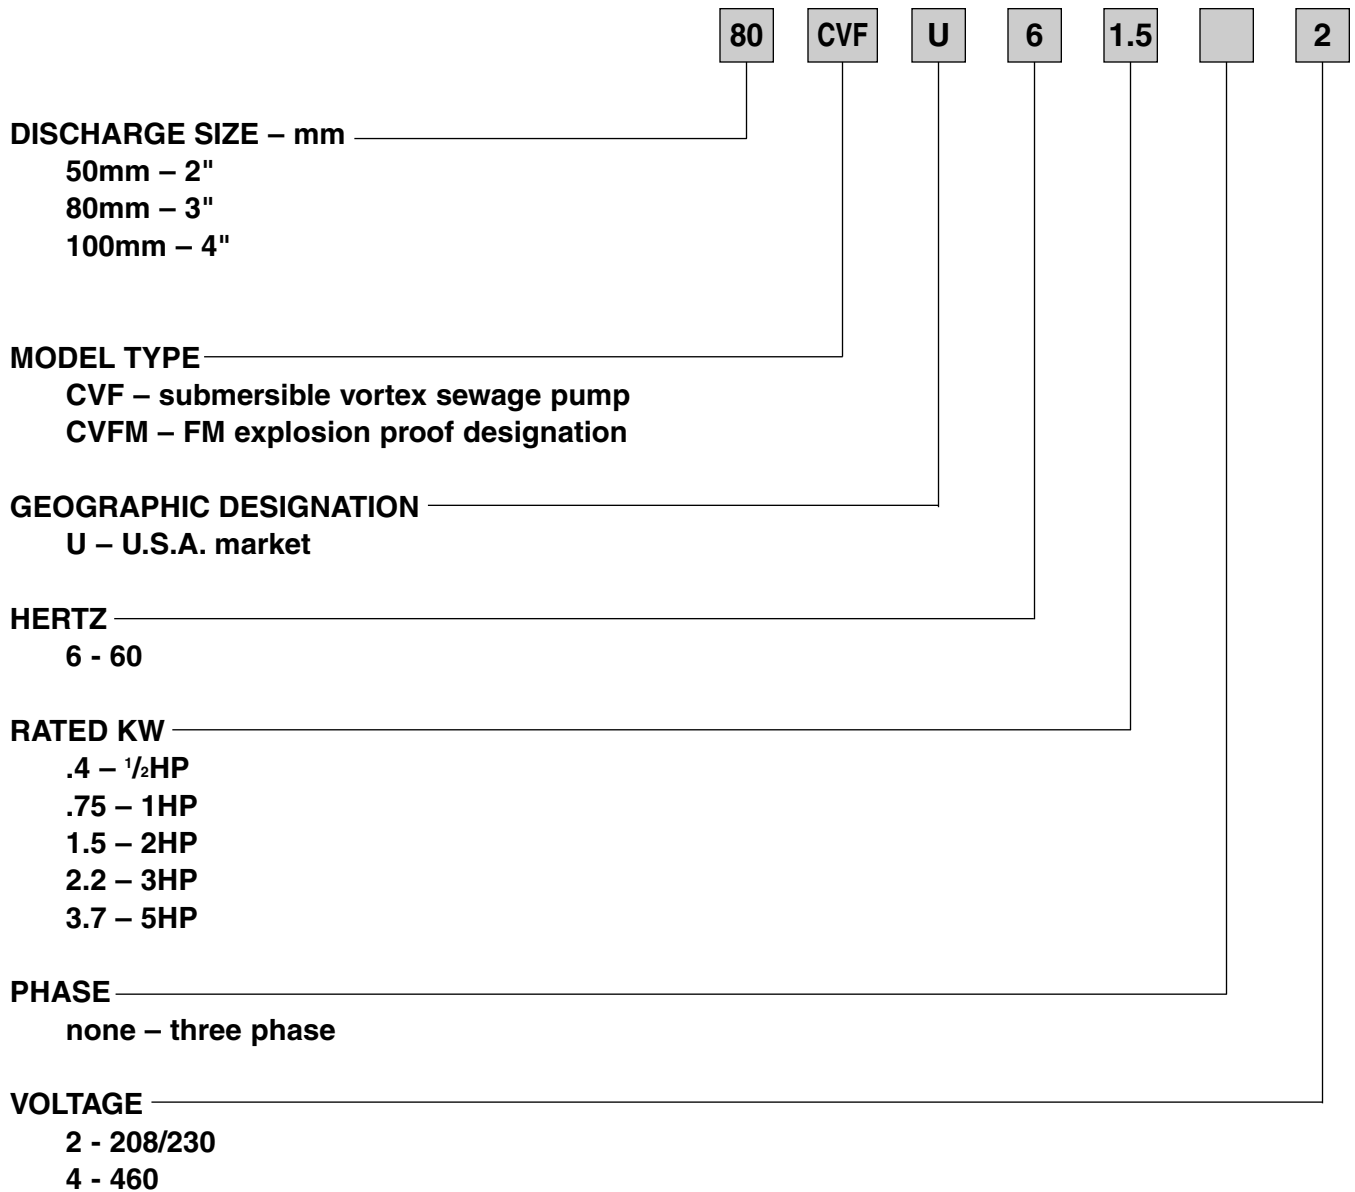 80 CVF U 6 1.5 2
DISCHARGE SIZE – mm
50mm – 2"
80mm – 3"
100mm – 4"
MODEL TYPE
CVF – submersible vortex sewage pump
CVFM – FM explosion proof designation
GEOGRAPHIC DESIGNATION
U – U.S.A. market
HERTZ
6 - 60
RATED KW
.4 – 1/2HP
.75 – 1HP
1.5 – 2HP
2.2 – 3HP
3.7 – 5HP
PHASE
none – three phase
VOLTAGE
2 - 208/230
4 - 460